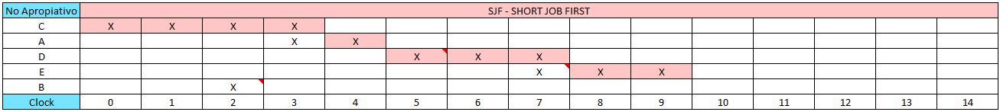 No Apropiativo SJF - SHORT JOB FIRST
C X X X X
A X X
D X X X
E X X X
B X
Clock 0 1 2 3 4 5 6 7 8 9 10 11 12 13 14